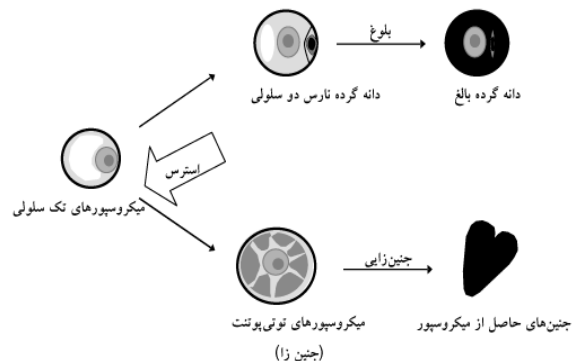 بلوغ
دانه گرده نارس دو سلولی
دانه گرده بالغ
استرس
میکروسپورهای تک سلولی
جنین‌زایی
میکروسپورهای توتی‌پوتنت
(جنین زا)
جنین‌های حاصل از میکروسپور